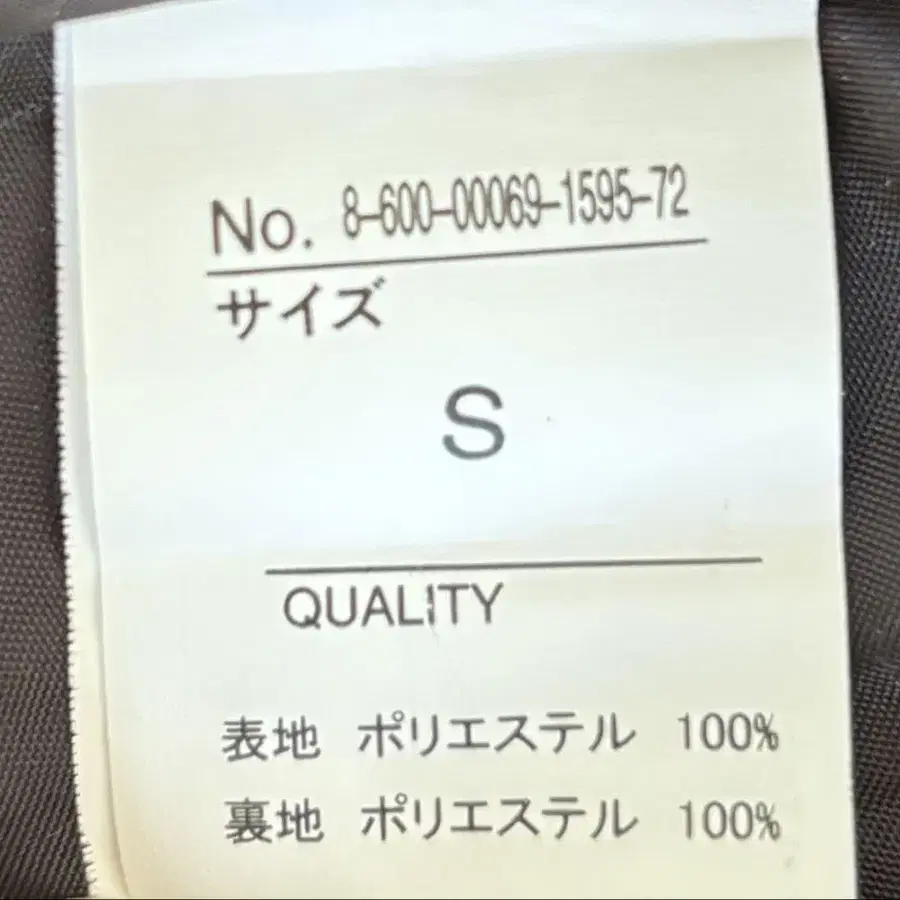 No. 8-600-00069-1595-72
サイズ
S
QUALITY
表地 ポリエステル 100%
裏地 ポリエステル 100%